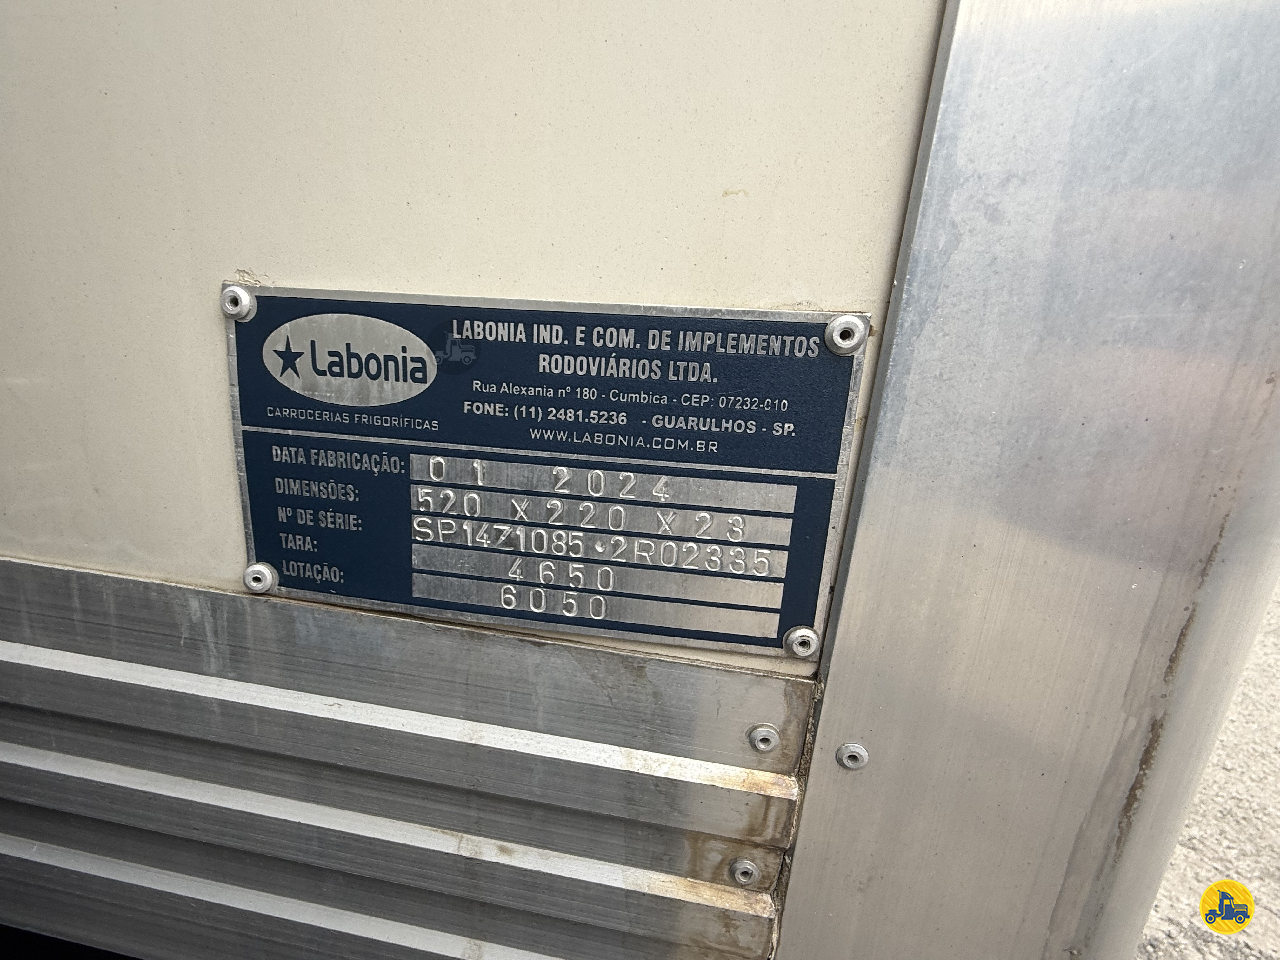 Labonia
CARROCERIAS FRIGORÍFICAS
LABONIA IND. E COM. DE IMPLEMENTOS
RODOVIÁRIOS LTDA.
Rua Alexania nº 180 - Cumbica - CEP: 07232-010
FONE: (11) 2481.5236 - GUARULHOS - SP.
WWW.LABONIA.COM.BR
DATA FABRICAÇÃO: 01 2024
DIMENSÕES: 520 X 220 X 23
Nº DE SÉRIE: SP14Z1085•2R02335
TARA: 4650
LOTAÇÃO: 6050